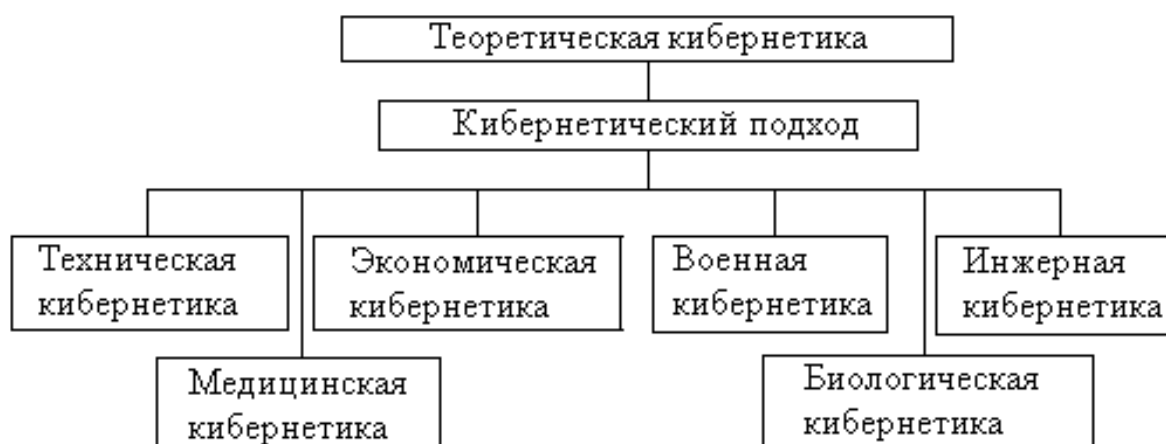 Теоретическая кибернетика
Кибернетический подход
Техническая
кибернетика
Экономическая
кибернетика
Военная
кибернетика
Инжерная
кибернетика
Медицинская
кибернетика
Биологическая
кибернетика